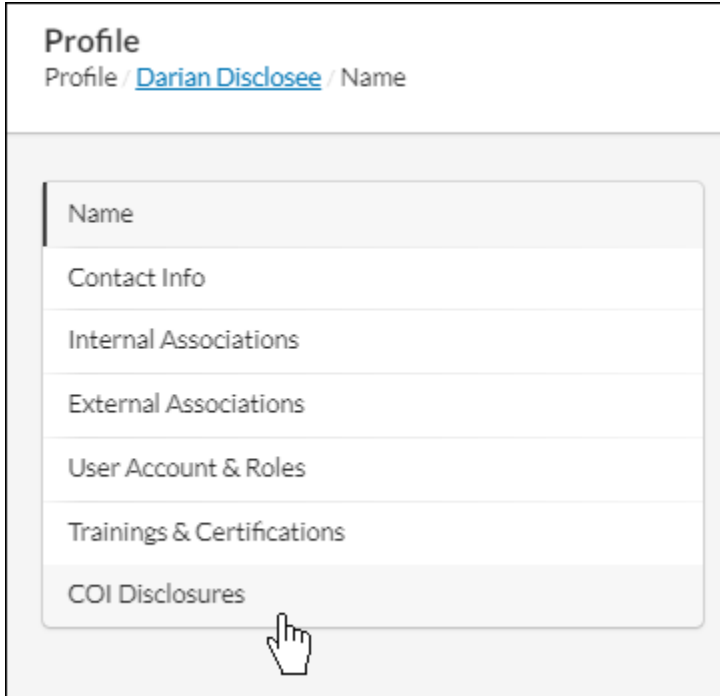 Profile
Profile / Darian Disclosee / Name
Name
Contact Info
Internal Associations
External Associations
User Account & Roles
Trainings & Certifications
COI Disclosures